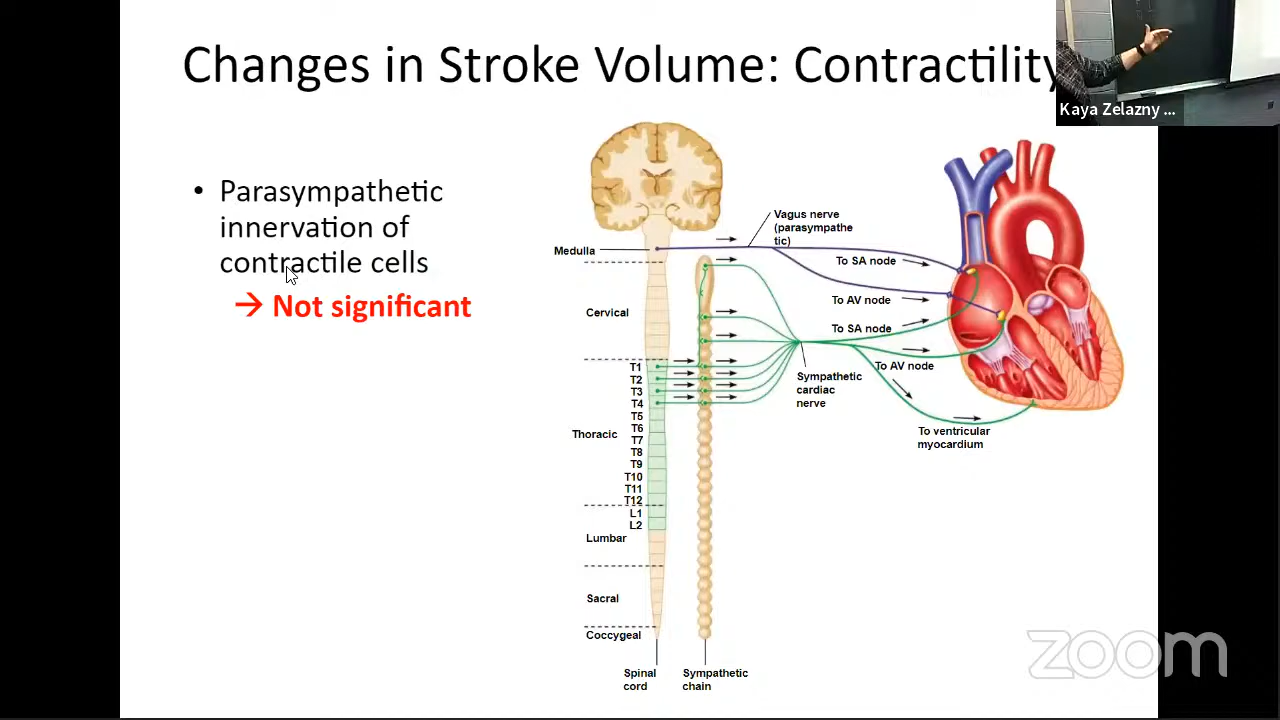 Changes in Stroke Volume: Contractility
Kaya Zelazny ...
• Parasympathetic
innervation of
contractile cells
→ Not significant
Vagus nerve
(parasympathe
tic)
Medulla
To SA node
To AV node
Cervical
To SA node
T1
To AV node
T2
Sympathetic
cardiac
nerve
T3
T4
T5
T6
Thoracic
To ventricular
myocardium
T7
T8
T9
T10
T11
T12
L1
L2
Lumbar
Sacral
Coccygeal
Spinal
cord
Sympathetic
chain
zoom